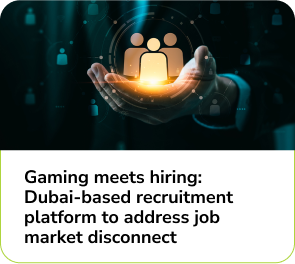 Gaming meets hiring:
Dubai-based recruitment
platform to address job
market disconnect